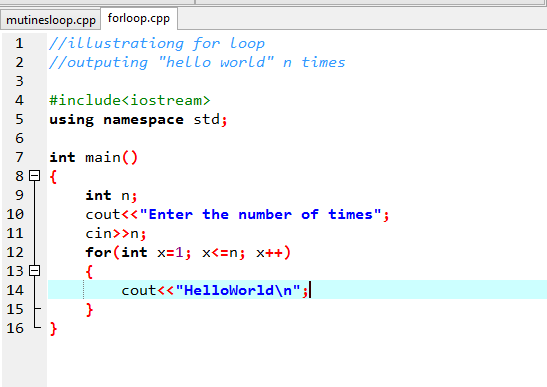 mutinesloop.cpp forloop.cpp
1 //illustrationg for loop
2 //outputing "hello world" n times
3
4 #include<iostream>
5 using namespace std;
6
7 int main()
8 {
9 int n;
10 cout<<"Enter the number of times";
11 cin>>n;
12 for(int x=1; x<=n; x++)
13 {
14 cout<<"HelloWorld\n";
15 }
16 }